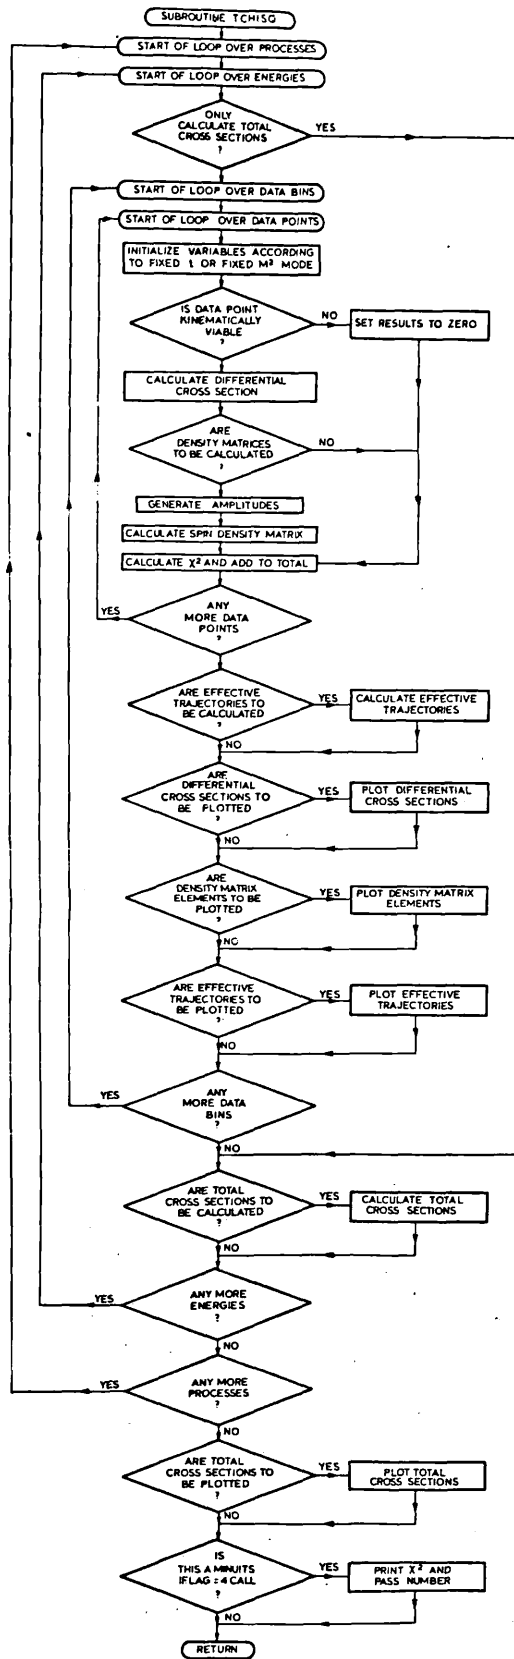 SUBROUTINE TCHISQ
START OF LOOP OVER PROCESSES
START OF LOOP OVER ENERGIES
ONLY
CALCULATE TOTAL
CROSS SECTIONS
?
YES
START OF LOOP OVER DATA BINS
START OF LOOP OVER DATA POINTS
INITIALIZE VARIABLES ACCORDING
TO FIXED t OR FIXED M² MODE
IS DATA POINT
KINEMATICALLY
VIABLE
?
NO
SET RESULTS TO ZERO
CALCULATE DIFFERENTIAL
CROSS SECTION
ARE
DENSITY MATRICES
TO BE CALCULATED
?
NO
GENERATE AMPLITUDES
CALCULATE SPIN DENSITY MATRIX
CALCULATE χ² AND ADD TO TOTAL
ANY
MORE DATA
POINTS
?
YES
ARE EFFECTIVE
TRAJECTORIES TO
BE CALCULATED
?
YES
CALCULATE EFFECTIVE
TRAJECTORIES
NO
ARE
DIFFERENTIAL
CROSS SECTIONS TO
BE PLOTTED
?
YES
PLOT DIFFERENTIAL
CROSS SECTIONS
NO
ARE
DENSITY MATRIX
ELEMENTS TO BE
PLOTTED
?
YES
PLOT DENSITY MATRIX
ELEMENTS
NO
ARE EFFECTIVE
TRAJECTORIES TO
BE PLOTTED
?
YES
PLOT EFFECTIVE
TRAJECTORIES
NO
ANY
MORE DATA
BINS
?
YES
NO
ARE TOTAL
CROSS SECTIONS TO
BE CALCULATED
?
YES
CALCULATE TOTAL
CROSS SECTIONS
NO
ANY MORE
ENERGIES
?
YES
NO
ANY MORE
PROCESSES
?
YES
NO
ARE TOTAL
CROSS SECTIONS TO
BE PLOTTED
?
YES
PLOT TOTAL
CROSS SECTIONS
NO
IS
THIS A MINUITS
IFLAG = 4 CALL
?
YES
PRINT χ² AND
PASS NUMBER
NO
RETURN